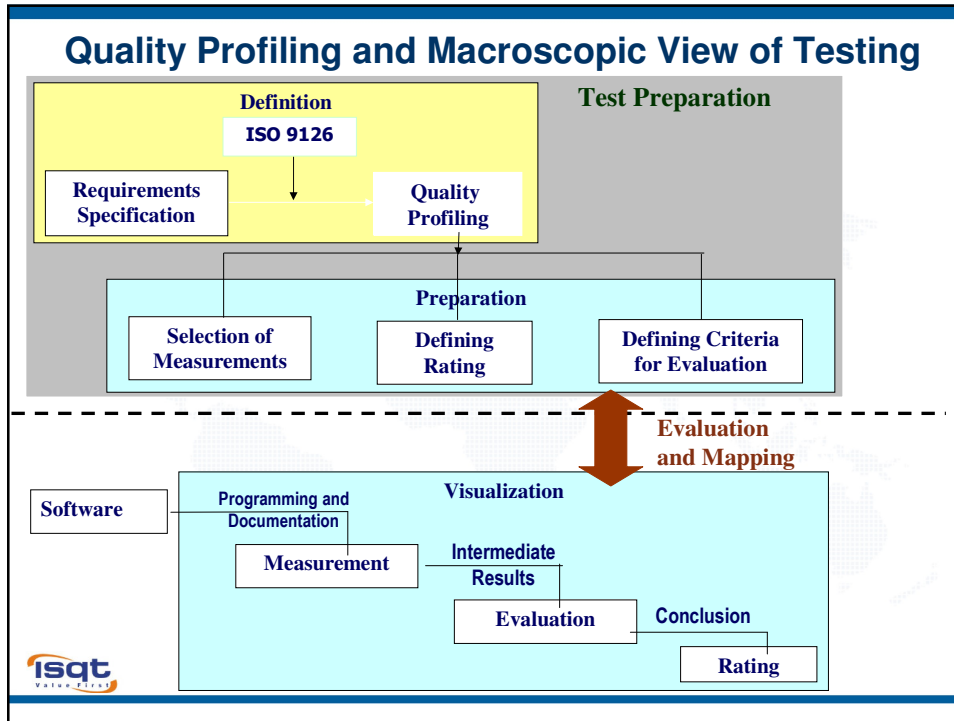 Quality Profiling and Macroscopic View of Testing
Definition
Test Preparation
ISO 9126
Requirements
Specification
Quality
Profiling
Preparation
Selection of
Measurements
Defining
Rating
Defining Criteria
for Evaluation
Evaluation
and Mapping
Visualization
Software
Programming and
Documentation
Measurement
Intermediate
Results
Evaluation
Conclusion
Rating
isqt
Value First